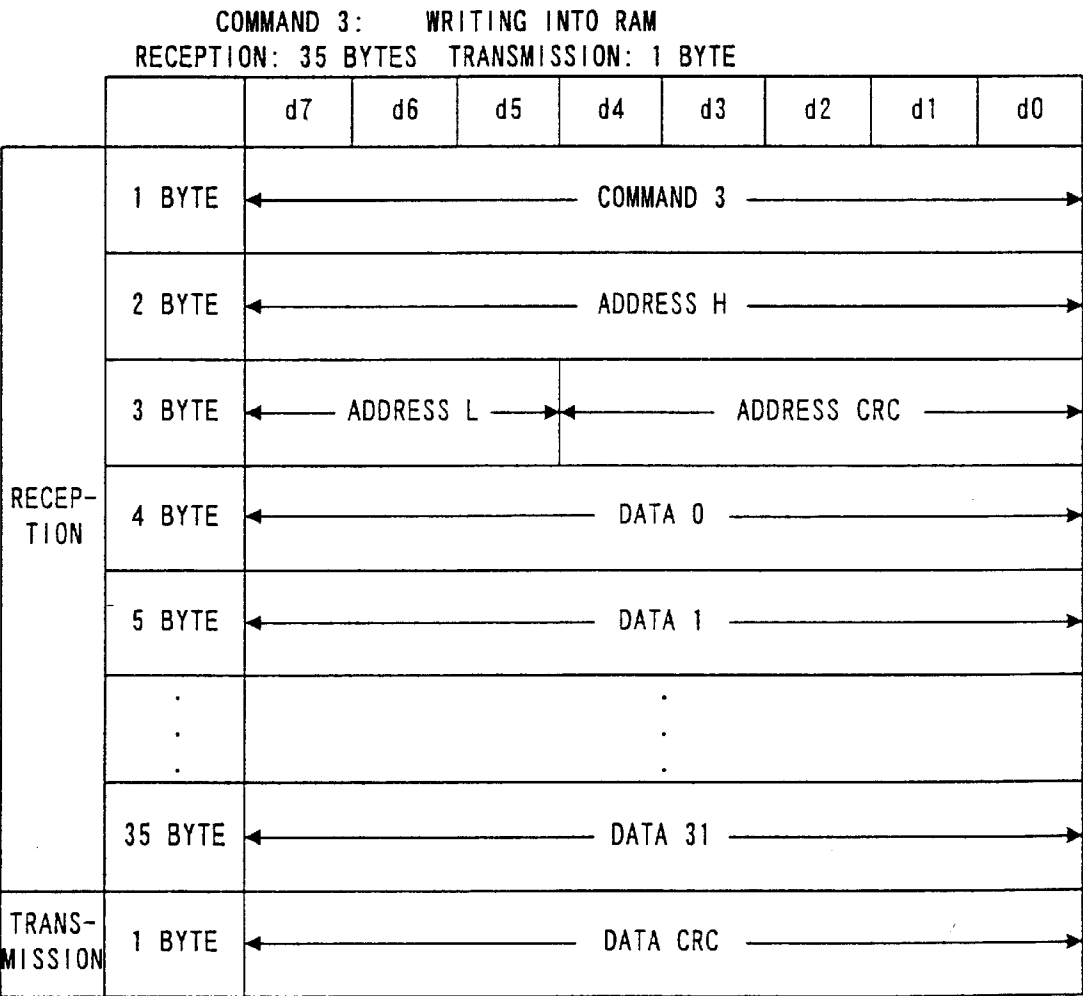 COMMAND 3: WRITING INTO RAM
RECEPTION: 35 BYTES TRANSMISSION: 1 BYTE
d7 d6 d5 d4 d3 d2 d1 d0
RECEP-
TION
1 BYTE COMMAND 3
2 BYTE ADDRESS H
3 BYTE ADDRESS L ADDRESS CRC
4 BYTE DATA 0
5 BYTE DATA 1
35 BYTE DATA 31
TRANS-
MISSION
1 BYTE DATA CRC